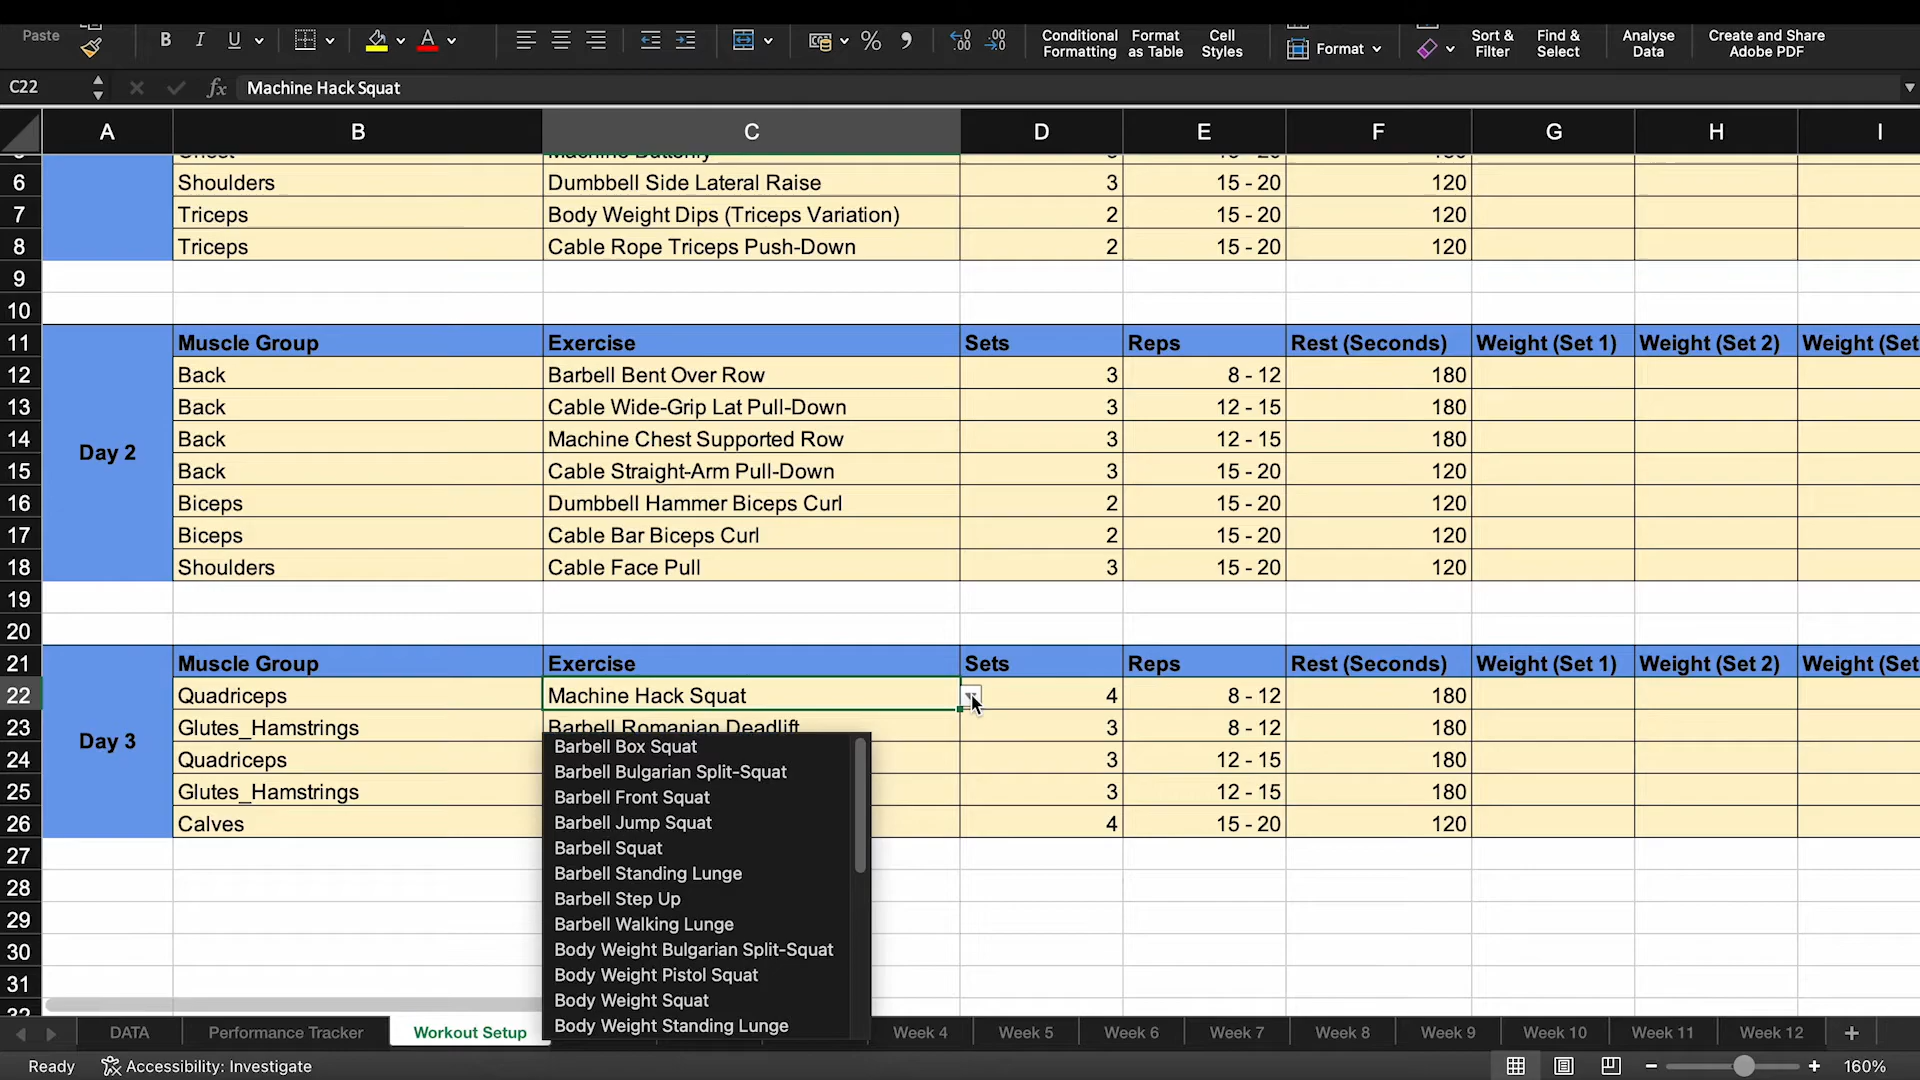 Paste
B I U A
Conditional Formatting
Format as Table
Cell Styles
Format
Sort & Filter
Find & Select
Analyse Data
Create and Share Adobe PDF
C22 fx Machine Hack Squat
A B C D E F G H I
6 Shoulders Dumbbell Side Lateral Raise 3 15 - 20 120
7 Triceps Body Weight Dips (Triceps Variation) 2 15 - 20 120
8 Triceps Cable Rope Triceps Push-Down 2 15 - 20 120
9
10
11 Muscle Group Exercise Sets Reps Rest (Seconds) Weight (Set 1) Weight (Set 2) Weight (Set
12 Back Barbell Bent Over Row 3 8 - 12 180
13 Back Cable Wide-Grip Lat Pull-Down 3 12 - 15 180
14 Back Machine Chest Supported Row 3 12 - 15 180
Day 2
15 Back Cable Straight-Arm Pull-Down 3 15 - 20 120
16 Biceps Dumbbell Hammer Biceps Curl 2 15 - 20 120
17 Biceps Cable Bar Biceps Curl 2 15 - 20 120
18 Shoulders Cable Face Pull 3 15 - 20 120
19
20
21 Muscle Group Exercise Sets Reps Rest (Seconds) Weight (Set 1) Weight (Set 2) Weight (Set
22 Quadriceps Machine Hack Squat 4 8 - 12 180
23 Glutes_Hamstrings Barbell Romanian Deadlift 3 8 - 12 180
Day 3
24 Quadriceps 3 12 - 15 180
25 Glutes_Hamstrings 3 12 - 15 180
26 Calves 4 15 - 20 120
27
28
29
30
31
Barbell Box Squat
Barbell Bulgarian Split-Squat
Barbell Front Squat
Barbell Jump Squat
Barbell Squat
Barbell Standing Lunge
Barbell Step Up
Barbell Walking Lunge
Body Weight Bulgarian Split-Squat
Body Weight Pistol Squat
Body Weight Squat
Body Weight Standing Lunge
DATA Performance Tracker Workout Setup Week 4 Week 5 Week 6 Week 7 Week 8 Week 9 Week 10 Week 11 Week 12 +
Ready Accessibility: Investigate 160%